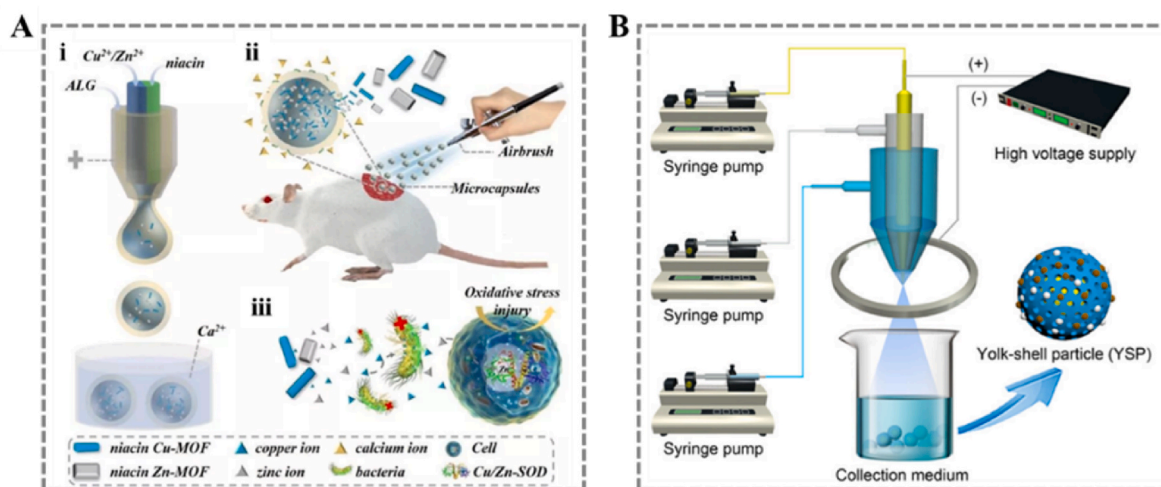 A
i
Cu²⁺/Zn²⁺
niacin
ALG
+
Ca²⁺
ii
Airbrush
Microcapsules
iii
Oxidative stress
injury
Zn
niacin Cu-MOF
copper ion
calcium ion
Cell
niacin Zn-MOF
zinc ion
bacteria
Cu/Zn-SOD
B
Syringe pump
Syringe pump
Syringe pump
(+)
(-)
High voltage supply
Yolk-shell particle (YSP)
Collection medium